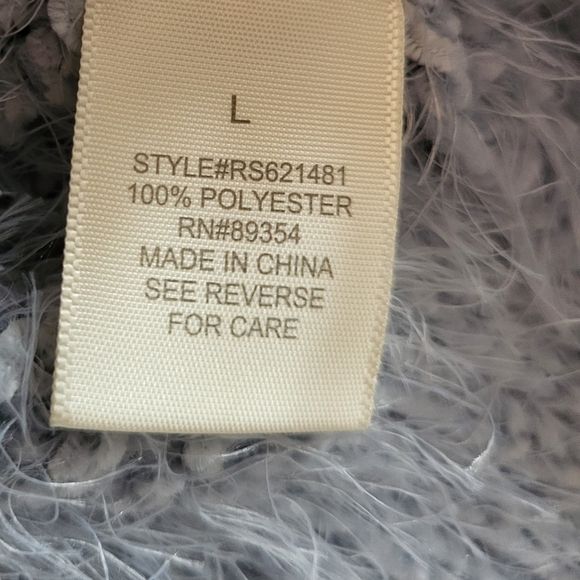 L
STYLE#RS621481
100% POLYESTER
RN#89354
MADE IN CHINA
SEE REVERSE
FOR CARE